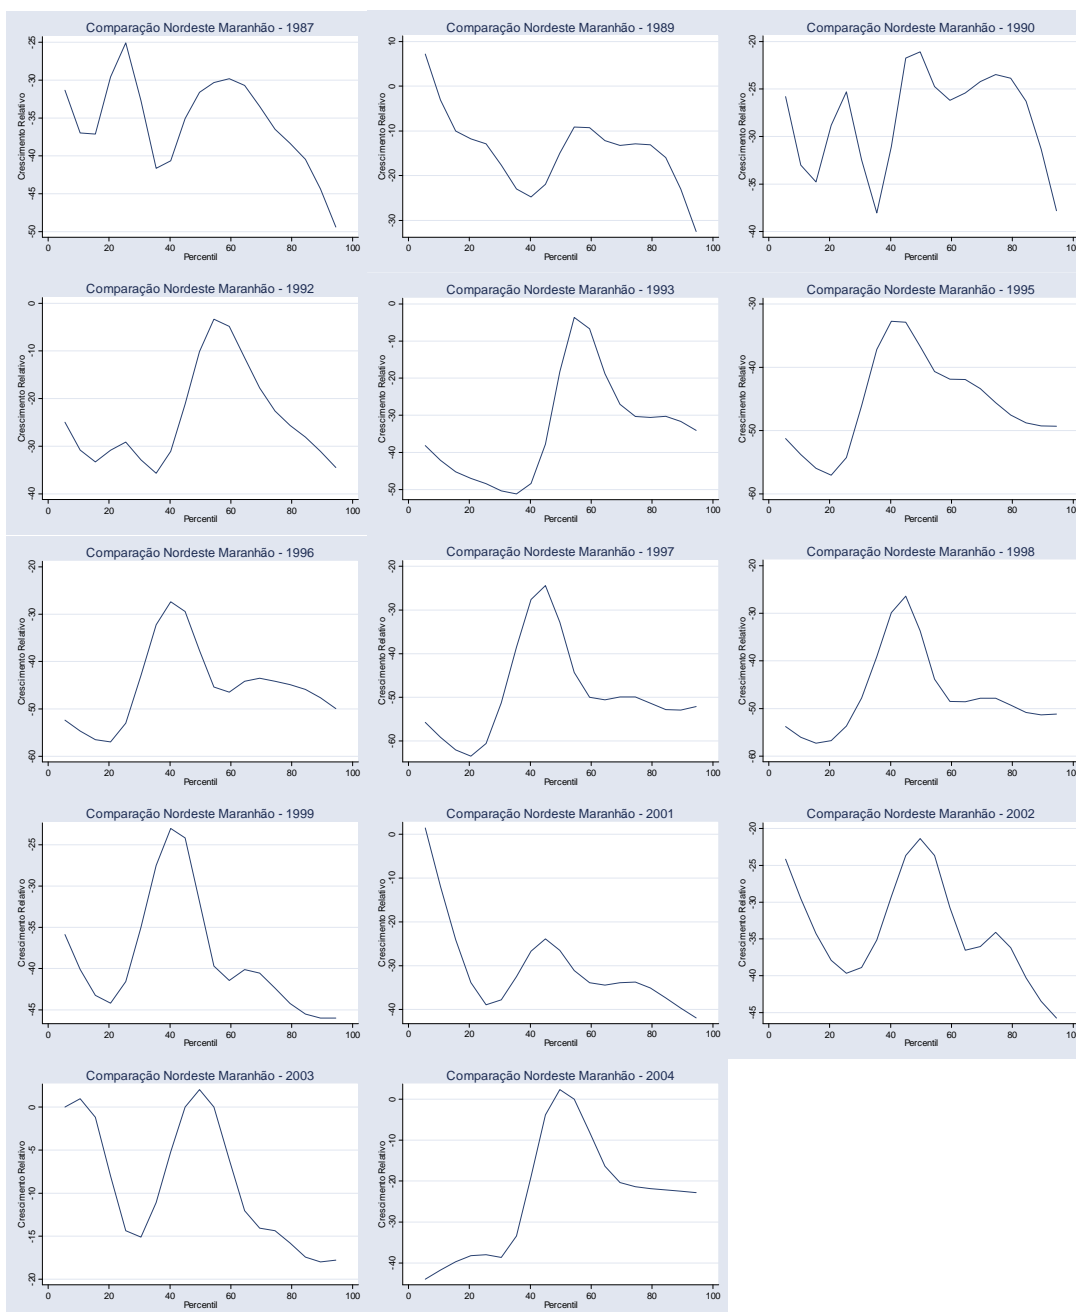 Comparação Nordeste Maranhão - 1987
Crescimento Relativo
-25
-30
-35
-40
-45
-50
0 20 40 60 80 100
Percentil
Comparação Nordeste Maranhão - 1989
Crescimento Relativo
10
0
-10
-20
-30
0 20 40 60 80 100
Percentil
Comparação Nordeste Maranhão - 1990
Crescimento Relativo
-20
-25
-30
-35
-40
0 20 40 60 80 100
Percentil
Comparação Nordeste Maranhão - 1992
Crescimento Relativo
0
-10
-20
-30
-40
0 20 40 60 80 100
Percentil
Comparação Nordeste Maranhão - 1993
Crescimento Relativo
0
-10
-20
-30
-40
-50
0 20 40 60 80 100
Percentil
Comparação Nordeste Maranhão - 1995
Crescimento Relativo
-30
-40
-50
-60
0 20 40 60 80 100
Percentil
Comparação Nordeste Maranhão - 1996
Crescimento Relativo
-20
-30
-40
-50
-60
0 20 40 60 80 100
Percentil
Comparação Nordeste Maranhão - 1997
Crescimento Relativo
-20
-30
-40
-50
-60
0 20 40 60 80 100
Percentil
Comparação Nordeste Maranhão - 1998
Crescimento Relativo
-20
-30
-40
-50
-60
0 20 40 60 80 100
Percentil
Comparação Nordeste Maranhão - 1999
Crescimento Relativo
-25
-30
-35
-40
-45
0 20 40 60 80 100
Percentil
Comparação Nordeste Maranhão - 2001
Crescimento Relativo
0
-10
-20
-30
-40
0 20 40 60 80 100
Percentil
Comparação Nordeste Maranhão - 2002
Crescimento Relativo
-20
-25
-30
-35
-40
-45
0 20 40 60 80 100
Percentil
Comparação Nordeste Maranhão - 2003
Crescimento Relativo
0
-5
-10
-15
-20
0 20 40 60 80 100
Percentil
Comparação Nordeste Maranhão - 2004
Crescimento Relativo
0
-10
-20
-30
-40
0 20 40 60 80 100
Percentil